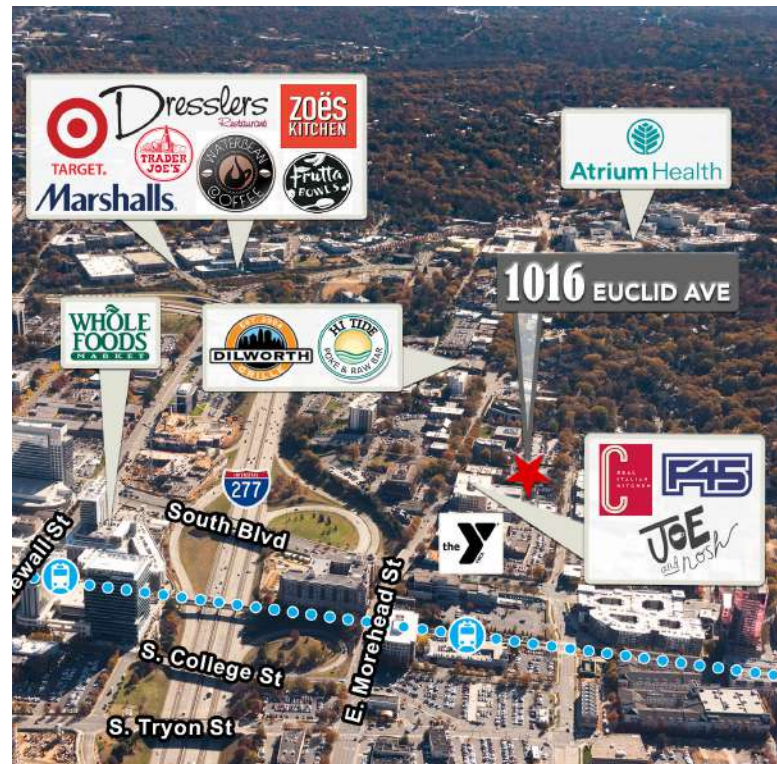 TARGET.
Dresslers
Restaurant
TRADER
JOE'S
ZOËS
KITCHEN
Marshalls
WATERBEAN
COFFEE
Frutta
BOWLS
Atrium Health
1016 EUCLID AVE
WHOLE
FOODS
MARKET
DILWORTH
GRILLE
HI TIDE
POKE & RAW BAR
INTERSTATE
277
REAL
ITALIAN
KITCHEN
F45
JOE
and nosh
the Y
South Blvd
ewall St
E. Morehead St
S. College St
S. Tryon St